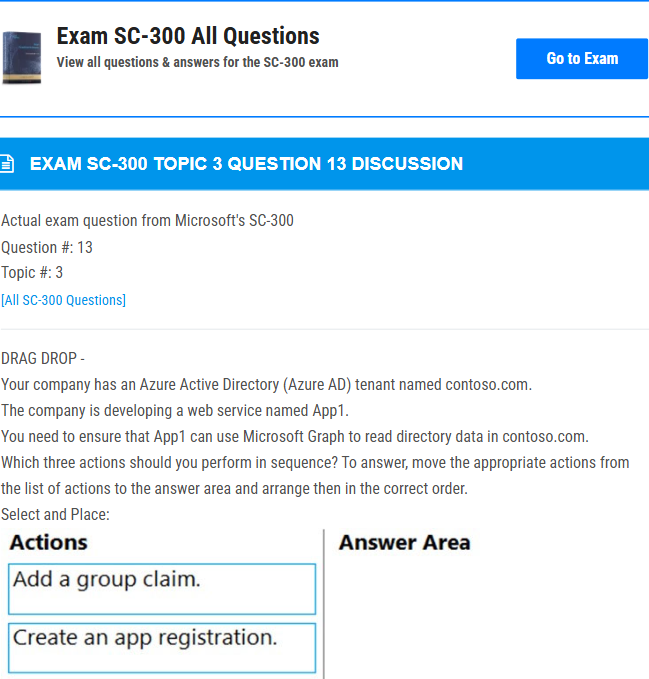 Exam SC-300 All Questions
View all questions & answers for the SC-300 exam
Go to Exam
EXAM SC-300 TOPIC 3 QUESTION 13 DISCUSSION
Actual exam question from Microsoft's SC-300
Question #: 13
Topic #: 3
[All SC-300 Questions]
DRAG DROP -
Your company has an Azure Active Directory (Azure AD) tenant named contoso.com.
The company is developing a web service named App1.
You need to ensure that App1 can use Microsoft Graph to read directory data in contoso.com.
Which three actions should you perform in sequence? To answer, move the appropriate actions from
the list of actions to the answer area and arrange then in the correct order.
Select and Place:
Actions
Answer Area
Add a group claim.
Create an app registration.